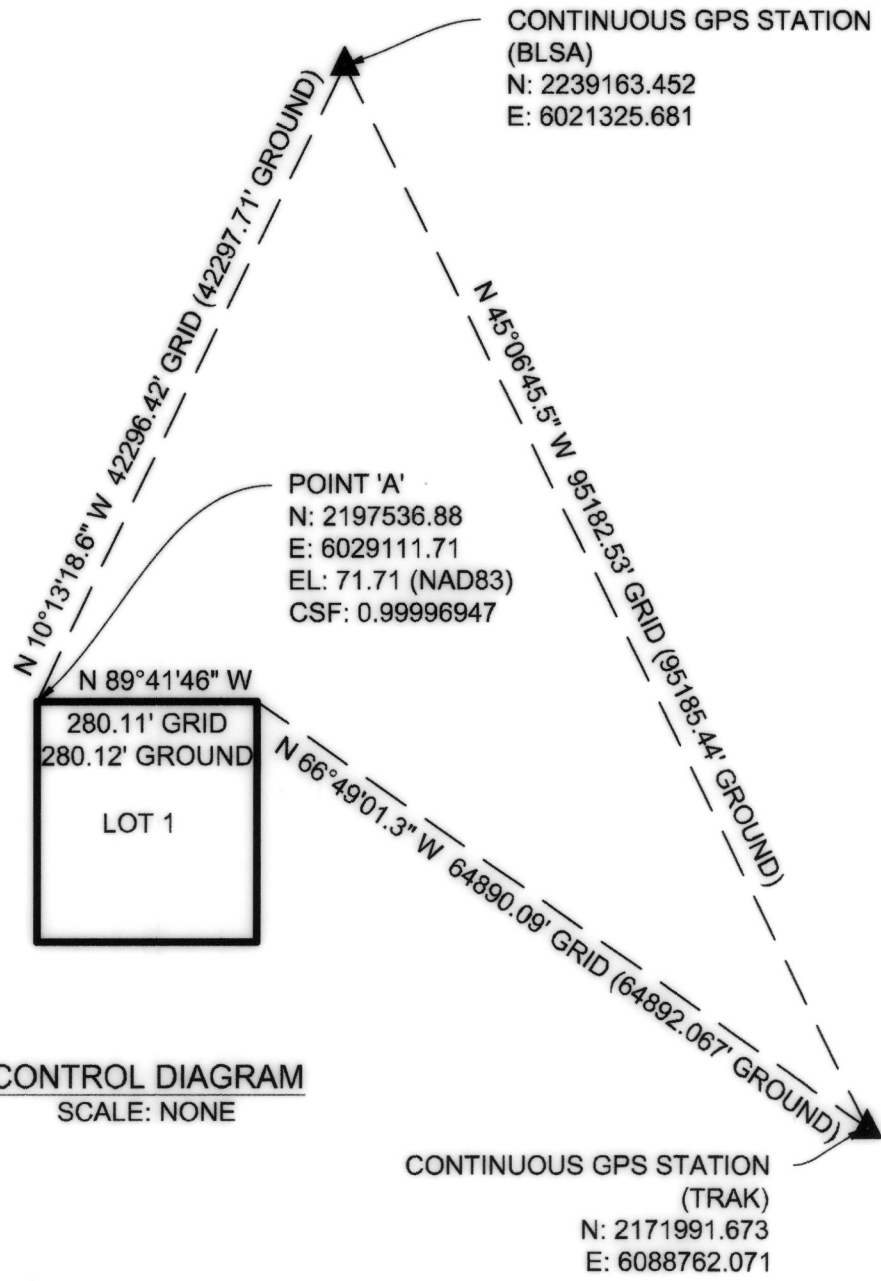 CONTINUOUS GPS STATION
(BLSA)
N: 2239163.452
E: 6021325.681
N 10°13'18.6" W 42296.42' GRID (42297.71' GROUND)
N 45°06'45.5" W 95182.53' GRID (95185.44' GROUND)
POINT 'A'
N: 2197536.88
E: 6029111.71
EL: 71.71 (NAD83)
CSF: 0.99996947
N 89°41'46" W
280.11' GRID
280.12' GROUND
LOT 1
N 66°49'01.3" W 64890.09' GRID (64892.067' GROUND)
CONTROL DIAGRAM
SCALE: NONE
CONTINUOUS GPS STATION
(TRAK)
N: 2171991.673
E: 6088762.071